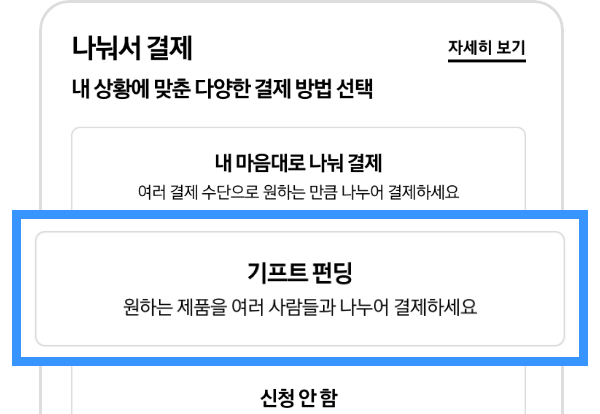 나눠서 결제
자세히 보기
내 상황에 맞춘 다양한 결제 방법 선택
내 마음대로 나눠 결제
여러 결제 수단으로 원하는 만큼 나누어 결제하세요
기프트 펀딩
원하는 제품을 여러 사람들과 나누어 결제하세요
신청 안 함